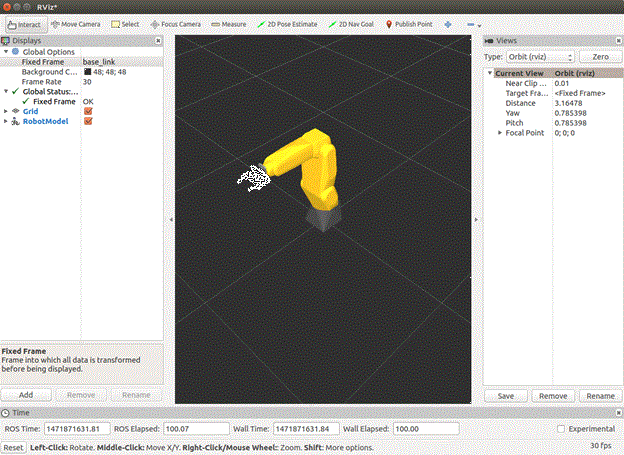 RViz*
Interact Move Camera Select Focus Camera Measure 2D Pose Estimate 2D Nav Goal Publish Point
Displays
Global Options
Fixed Frame base_link
Background C... 48; 48; 48
Frame Rate 30
Global Status:...
Fixed Frame OK
Grid
RobotModel
Fixed Frame
Frame into which all data is transformed
before being displayed.
Add Remove Rename
Views
Type: Orbit (rviz) Zero
Current View Orbit (rviz)
Near Clip ... 0.01
Target Fra... <Fixed Frame>
Distance 3.16478
Yaw 0.785398
Pitch 0.785398
Focal Point 0; 0; 0
Save Remove Rename
Time
ROS Time: 1471871631.81 ROS Elapsed: 100.07 Wall Time: 1471871631.84 Wall Elapsed: 100.00 Experimental
Reset Left-Click: Rotate. Middle-Click: Move X/Y. Right-Click/Mouse Wheel: Zoom. Shift: More options. 30 fps